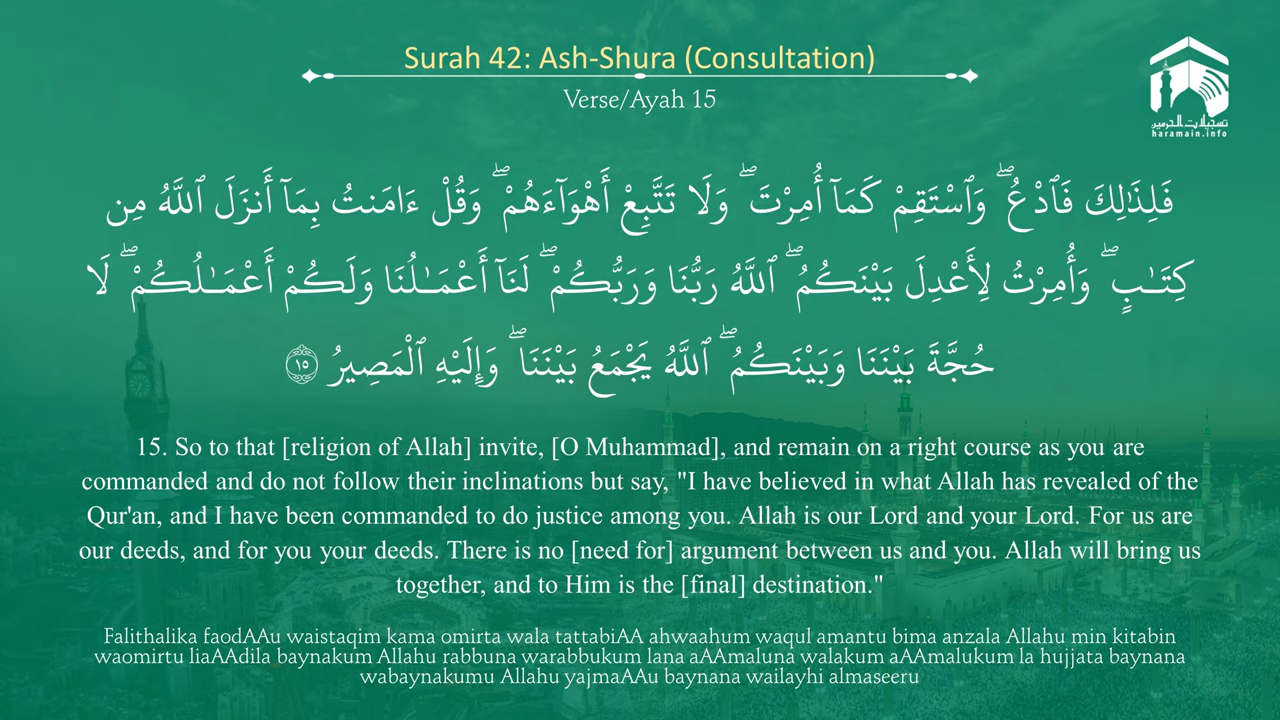 Surah 42: Ash-Shura (Consultation)
Verse/Ayah 15
تسجيلات الحرمين
haramain.info
فَلِذَٰلِكَ فَٱدْعُ ۖ وَٱسْتَقِمْ كَمَآ أُمِرْتَ ۖ وَلَا تَتَّبِعْ أَهْوَآءَهُمْ ۖ وَقُلْ ءَامَنتُ بِمَآ أَنزَلَ ٱللَّهُ مِن
كِتَـٰبٍ ۖ وَأُمِرْتُ لِأَعْدِلَ بَيْنَكُمُ ۖ ٱللَّهُ رَبُّنَا وَرَبُّكُمْ ۖ لَنَآ أَعْمَـٰلُنَا وَلَكُمْ أَعْمَـٰلُكُمْ ۖ لَا
حُجَّةَ بَيْنَنَا وَبَيْنَكُمُ ۖ ٱللَّهُ يَجْمَعُ بَيْنَنَا ۖ وَإِلَيْهِ ٱلْمَصِيرُ ١٥
15. So to that [religion of Allah] invite, [O Muhammad], and remain on a right course as you are
commanded and do not follow their inclinations but say, "I have believed in what Allah has revealed of the
Qur'an, and I have been commanded to do justice among you. Allah is our Lord and your Lord. For us are
our deeds, and for you your deeds. There is no [need for] argument between us and you. Allah will bring us
together, and to Him is the [final] destination."
Falithalika faodAAu waistaqim kama omirta wala tattabiAA ahwaahum waqul amantu bima anzala Allahu min kitabin
waomirtu liaAAdila baynakum Allahu rabbuna warabbukum lana aAAmaluna walakum aAAmalukum la hujjata baynana
wabaynakumu Allahu yajmaAAu baynana wailayhi almaseeru